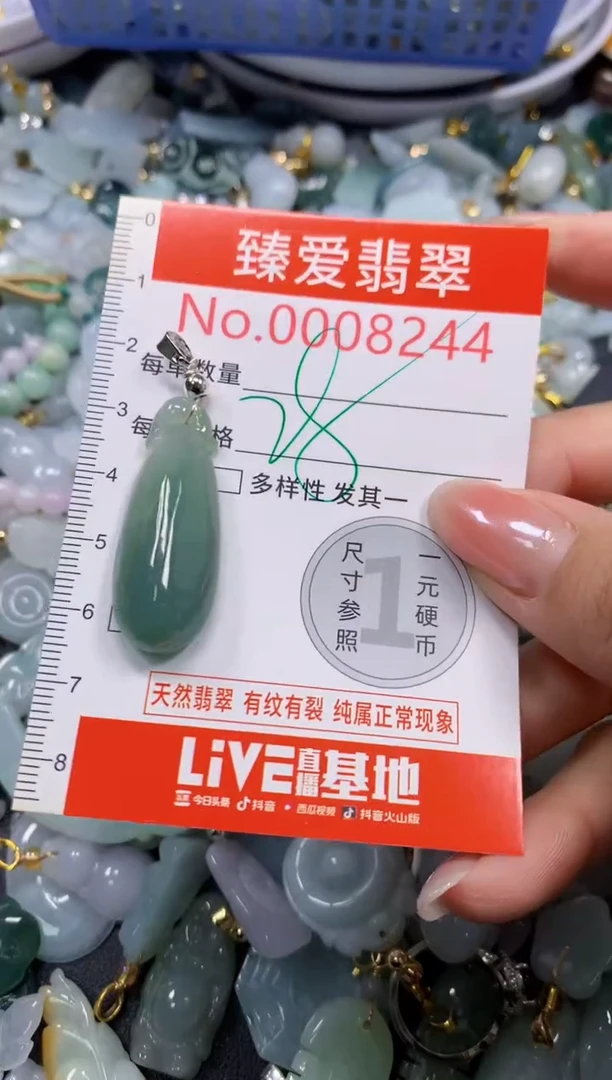 臻爱翡翠
No.0008244
每单数量
28
多样性 发其一
尺寸参照
1
一元硬币
天然翡翠 有纹有裂 纯属正常现象
LiVE直播基地
今日头条 抖音 西瓜视频 抖音火山版
0
1
2
3
4
5
6
7
8